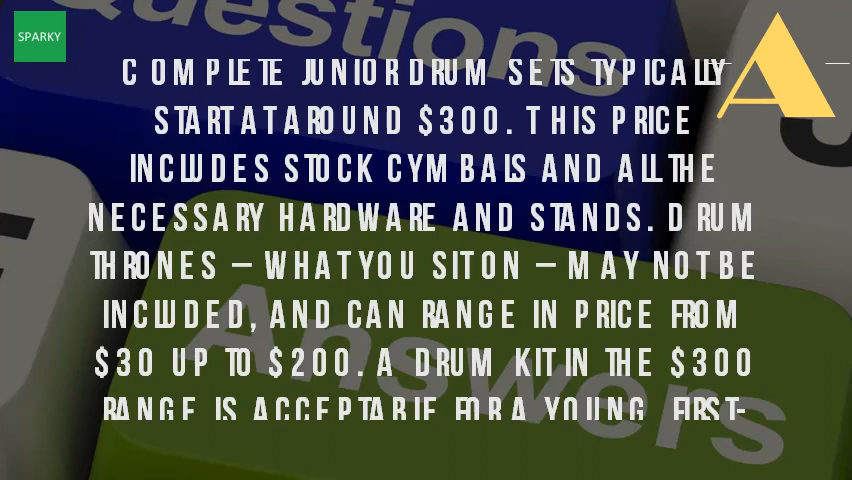 SPARKY
Questions
A
COMPLETE JUNIOR DRUM SETS TYPICALLY
START AT AROUND $300. THIS PRICE
INCLUDES STOCK CYMBALS AND ALL THE
NECESSARY HARDWARE AND STANDS. DRUM
THRONES – WHAT YOU SIT ON – MAY NOT BE
INCLUDED, AND CAN RANGE IN PRICE FROM
$30 UP TO $200. A DRUM KIT IN THE $300
RANGE IS ACCEPTABLE FOR A YOUNG, FIRST-
Answers